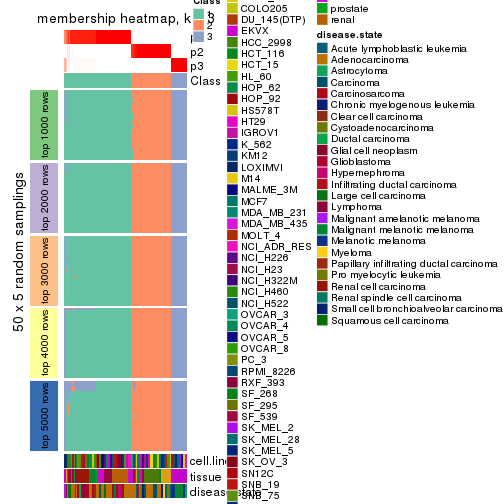 membership heatmap, k
Class
1
2
3
p2
p3
Class
50 x 5 random samplings
top 1000 rows
top 2000 rows
top 3000 rows
top 4000 rows
top 5000 rows
cell.line
tissue
disease.state
COLO205
DU_145(DTP)
EKVX
HCC_2998
HCT_116
HCT_15
HL_60
HOP_62
HOP_92
HS578T
HT29
IGROV1
K_562
KM12
LOXIMVI
M14
MALME_3M
MCF7
MDA_MB_231
MDA_MB_435
MOLT_4
NCI_ADR_RES
NCI_H226
NCI_H23
NCI_H322M
NCI_H460
NCI_H522
OVCAR_3
OVCAR_4
OVCAR_5
OVCAR_8
PC_3
RPMI_8226
RXF_393
SF_268
SF_295
SF_539
SK_MEL_2
SK_MEL_28
SK_MEL_5
SK_OV_3
SN12C
SNB_19
SNB_75
prostate
renal
disease.state
Acute lymphoblastic leukemia
Adenocarcinoma
Astrocytoma
Carcinoma
Carcinosarcoma
Chronic myelogenous leukemia
Clear cell carcinoma
Cystoadenocarcinoma
Ductal carcinoma
Glial cell neoplasm
Glioblastoma
Hypernephroma
Infiltrating ductal carcinoma
Large cell carcinoma
Lymphoma
Malignant amelanotic melanoma
Malignant melanotic melanoma
Melanotic melanoma
Myeloma
Papillary infiltrating ductal carcinoma
Pro myelocytic leukemia
Renal cell carcinoma
Renal spindle cell carcinoma
Small cell bronchioalveolar carcinoma
Squamous cell carcinoma